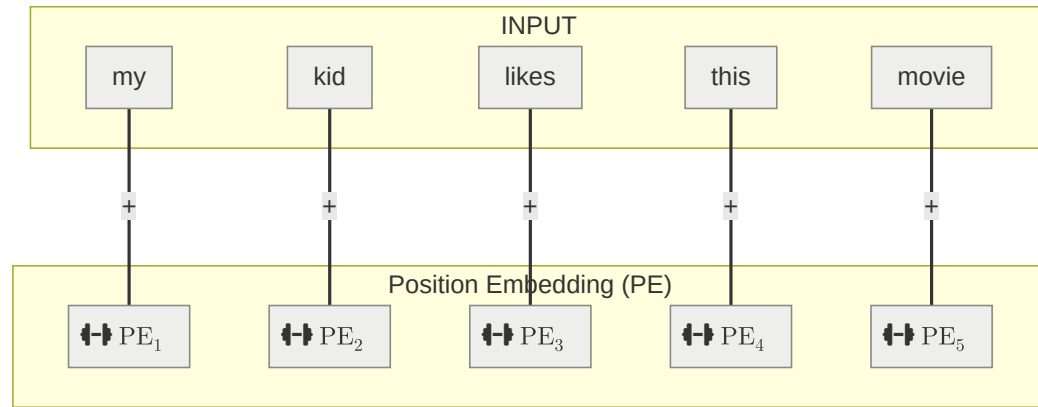 INPUT
my kid likes this movie
+ + + + +
Position Embedding (PE)
PE₁ PE₂ PE₃ PE₄ PE₅